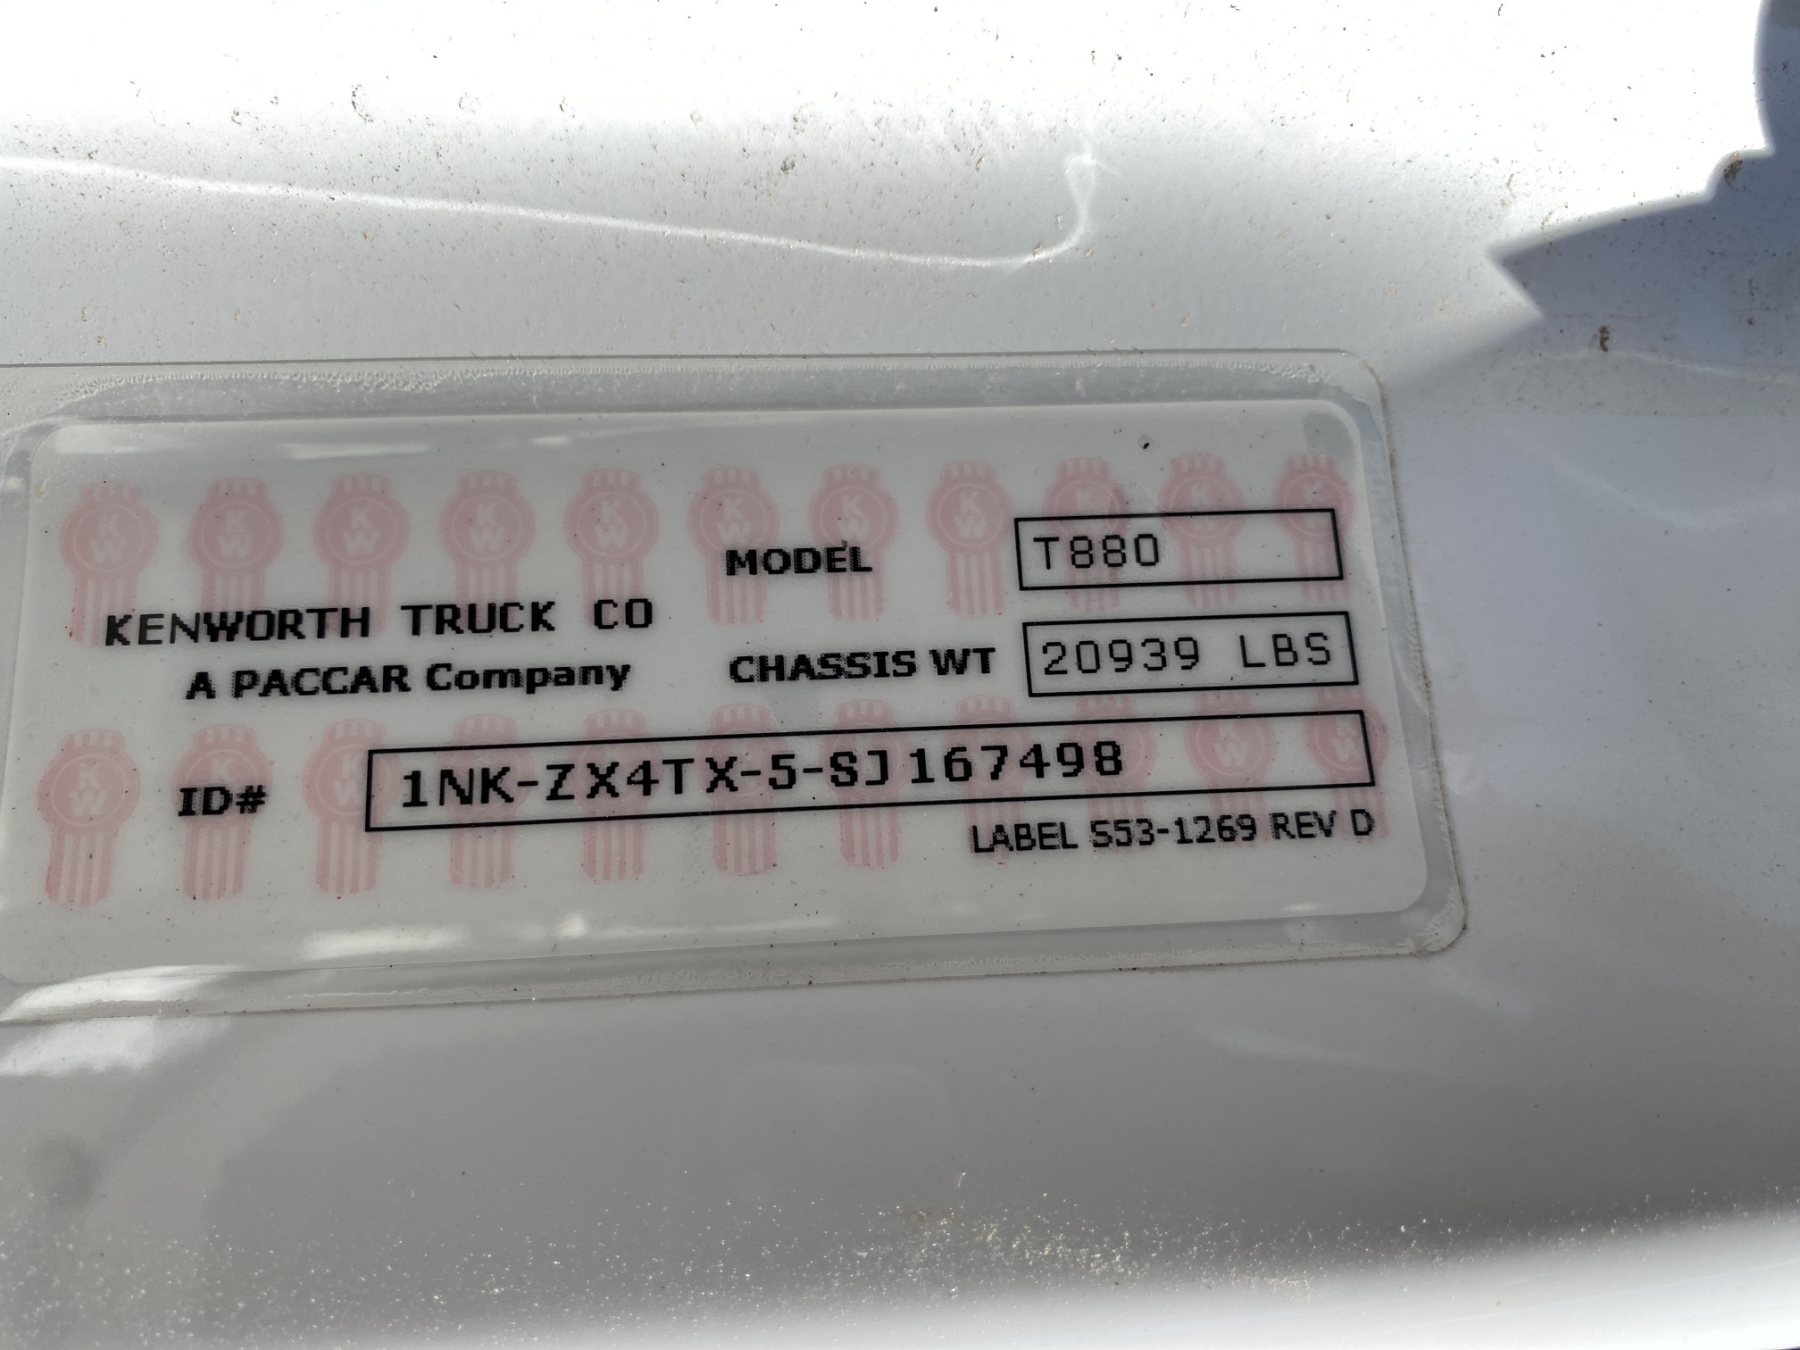 MODEL T880
KENWORTH TRUCK CO
A PACCAR Company
CHASSIS WT 20939 LBS
ID# 1NK-ZX4TX-5-SJ167498
LABEL S53-1269 REV D